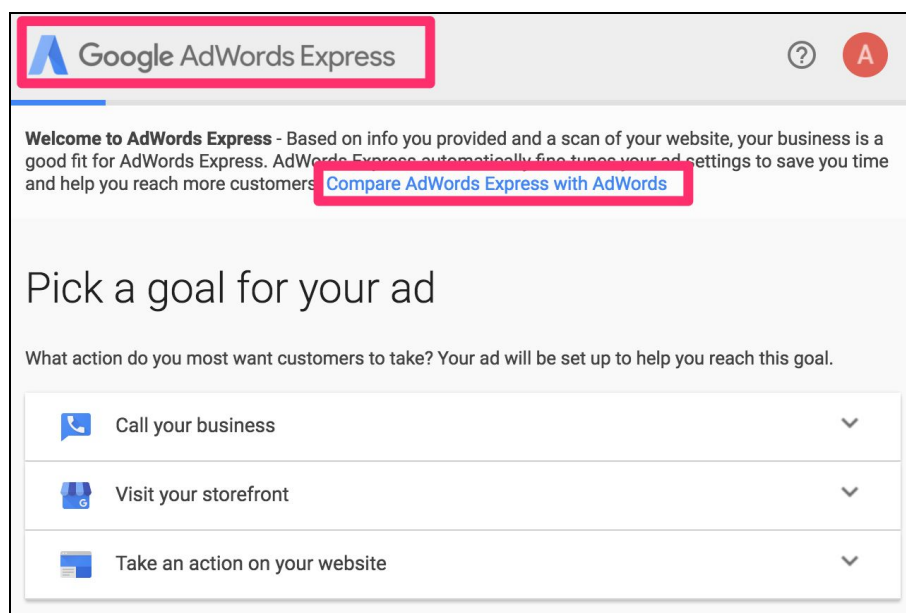 Google AdWords Express
? A
Welcome to AdWords Express - Based on info you provided and a scan of your website, your business is a
good fit for AdWords Express. AdWords Express automatically fine-tunes your ad settings to save you time
and help you reach more customers. Compare AdWords Express with AdWords
Pick a goal for your ad
What action do you most want customers to take? Your ad will be set up to help you reach this goal.
Call your business
G
Visit your storefront
Take an action on your website